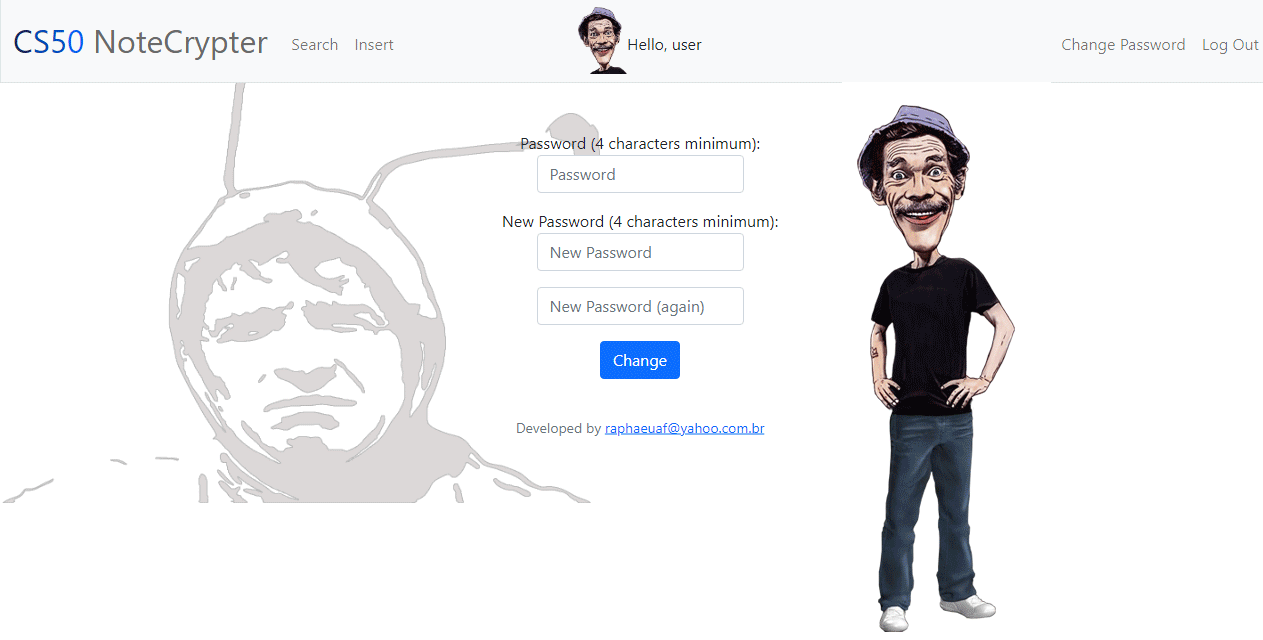 CS50 NoteCrypter Search Insert Hello, user Change Password Log Out
Password (4 characters minimum):
Password
New Password (4 characters minimum):
New Password
New Password (again)
Change
Developed by raphaeuaf@yahoo.com.br